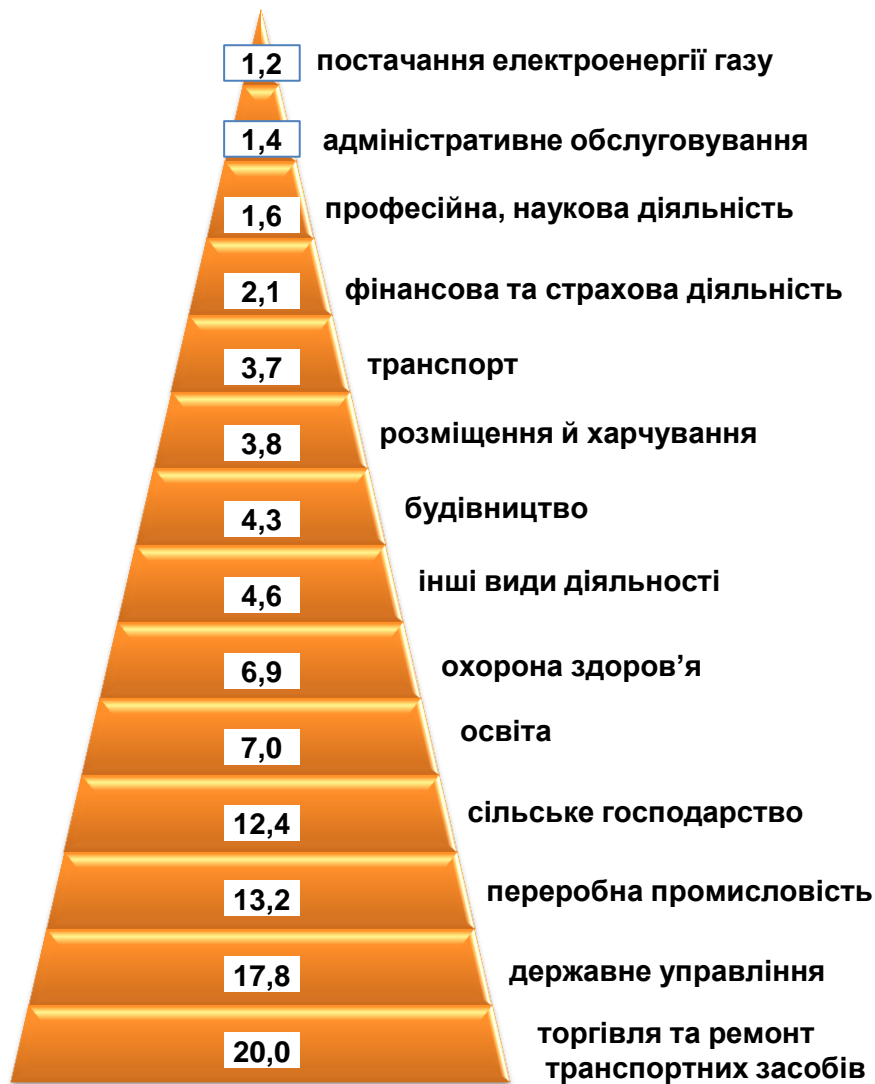 1,2 постачання електроенергії газу
1,4 адміністративне обслуговування
1,6 професійна, наукова діяльність
2,1 фінансова та страхова діяльність
3,7 транспорт
3,8 розміщення й харчування
4,3 будівництво
4,6 інші види діяльності
6,9 охорона здоров’я
7,0 освіта
12,4 сільське господарство
13,2 переробна промисловість
17,8 державне управління
20,0 торгівля та ремонт
транспортних засобів